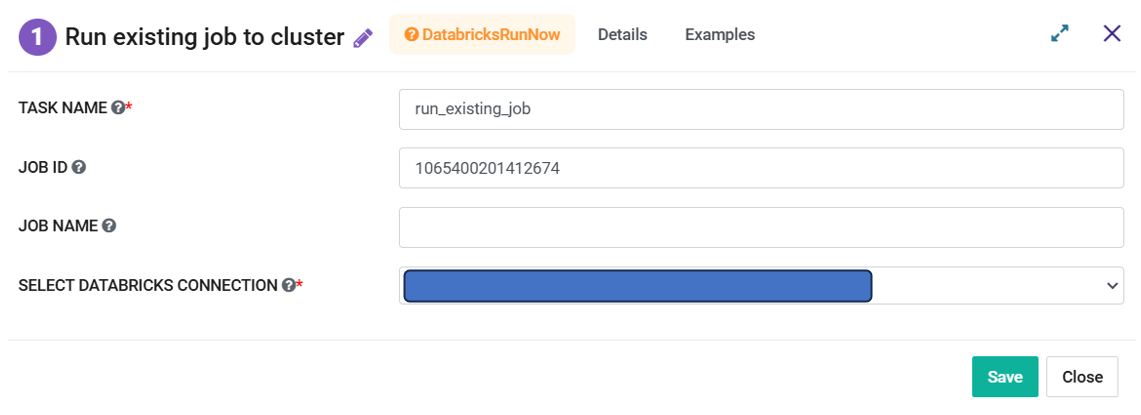 1 Run existing job to cluster DatabricksRunNow Details Examples
TASK NAME * run_existing_job
JOB ID 1065400201412674
JOB NAME
SELECT DATABRICKS CONNECTION *
Save Close